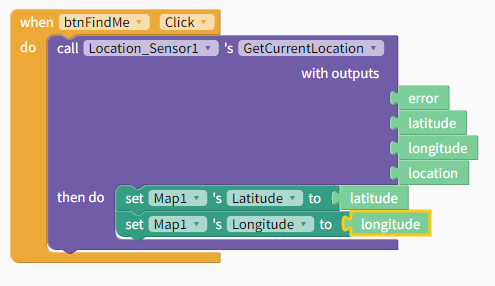 when btnFindMe Click
do call Location_Sensor1 's GetCurrentLocation
with outputs
error
latitude
longitude
location
then do set Map1 's Latitude to latitude
set Map1 's Longitude to longitude